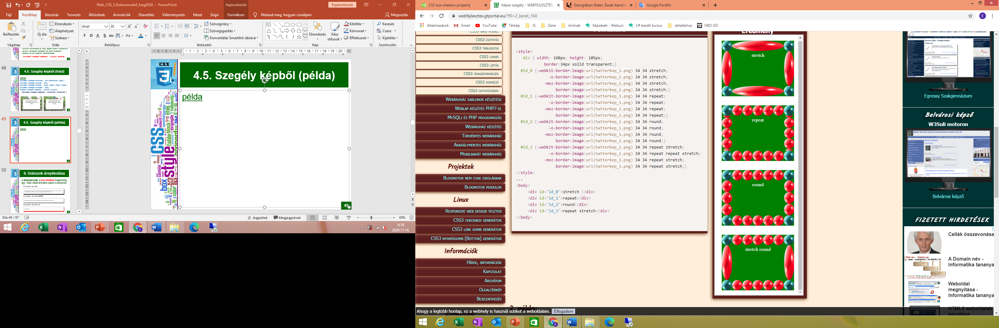 Web_CSS_3.Dobozmodell_kieg2020 - PowerPoint
Rajzeszközök
Bejelentkezés
Fájl Kezdőlap Beszúrás Tervezés Áttűnések Animációk Diavetítés Véleményezés Nézet Súgó Formátum Mutasd meg, hogyan csináljam Megosztás
Beillesztés
Új dia
Elrendezés
Alaphelyzet
Szakasz
Arial 30
F D A S abc AV Aa A
Szövegirány
Szövegigazítás
Konvertálás SmartArt-ábrává
Elrendezés
Kész stílusok
Kitöltés
Körvonal
Effektusok
Keresés
Csere
Kijelölés
Vágólap Diák Betűtípus Bekezdés Rajz Szerkesztés
border-image-repeat: round space;
48
4.5. Szegély képből (folyt)
példa
49
4.5. Szegély képből (példa)
példa
50
II. Dobozok árnyékolása
A dobozárnyék, a box-shadow tulajdonság
egy / több vetett árnyékot csatol a dobozhoz.
CSS
3
4.5. Szegély képből (példa)
példa
49
Dia 49 / 97
Jegyzetek Megjegyzések 69%
6:10
2020.11.14.
CSS box-shadow property
Képes szegély - WEBFEJLESZTÉS,
Georgiában Biden, Észak-Karolin
Google Fordító
webfejlesztes.gtportal.eu/?f0=2_keret_160
Alkalmazások Gmail YouTube Térkép JS Zene Aminak Képzések - Webuni C# kezdő kurzus oktatáshoz HBO GO
CSS3 GRID MODELL
CSS3 ÚSZTATÁS
CSS3 TÁBLÁZATOK
CSS3 LINKEK
CSS3 LISTÁK
CSS3 TRANSZFORMÁCIÓK
CSS3 ANIMÁCIÓ
CSS3 OKTATÓVIDEÓK
WEBÁRUHÁZ SABLONOK KÉSZÍTÉSE
WEBLAP KÉSZÍTÉS PHP7-EL
MYSQLI ÉS PHP PROGRAMOZÁS
WEBÁRUHÁZ KÉSZÍTÉS
TÖRVÉNYES WEBÁRUHÁZ
AKADÁLYMENTES WEBÁRUHÁZ
MOBILBARÁT WEBÁRUHÁZ
Projektek
BLOGMOTOR NEM CSAK ISKOLÁKNAK
BLOGMOTOR MODULOK
Linux
RESPONSIVE WEB DESIGN TESZTER
CSS3 CHECKBOX GENERÁTOR
CSS3 LINK GOMB GENERÁTOR
CSS3 NYOMÓGOMB (BUTTON) GENERÁTOR
Információk
HÍREK, INFORMÁCIÓK
KAPCSOLAT
ARCHÍVUM
OLDALTÉRKÉP
BEJELENTKEZÉS
<style>
div { width: 160px; height: 105px;
border:34px solid transparent;}
#id_0 {-webkit-border-image:url(hatterkep_1.png) 34 34 stretch;
-o-border-image:url(hatterkep_1.png) 34 34 stretch;
-moz-border-image:url(hatterkep_1.png) 34 34 stretch;
border-image:url(hatterkep_1.png) 34 34 stretch;}
#id_1 {-webkit-border-image:url(hatterkep_1.png) 34 34 repeat;
-o-border-image:url(hatterkep_1.png) 34 34 repeat;
-moz-border-image:url(hatterkep_1.png) 34 34 repeat;
border-image:url(hatterkep_1.png) 34 34 repeat;}
#id_2 {-webkit-border-image:url(hatterkep_1.png) 34 34 round;
-o-border-image:url(hatterkep_1.png) 34 34 round;
-moz-border-image:url(hatterkep_1.png) 34 34 round;
border-image:url(hatterkep_1.png) 34 34 round;}
#id_3 {-webkit-border-image:url(hatterkep_1.png) 34 34 repeat stretch;
-o-border-image:url(hatterkep_1.png) 34 34 repeat repeat stretch;
-moz-border-image:url(hatterkep_1.png) 34 34 repeat stretch;
border-image:url(hatterkep_1.png) 34 34 repeat stretch;}
</style>
...
<body>
<div id="id_0">stretch </div>
<div id="id_1">repeat</div>
<div id="id_2">round</div>
<div id="id_3">repeat stretch</div>
</body>
Eredmény
stretch
repeat
round
stretch round
2. példa:
Egressy Szakgimnázium
Belvárosi képző
W3Suli motoron
Belvárosi képző
FIZETETT HIRDETÉSEK
Cellák összevonása
A Domain név -
Informatika tananya
Weboldal
megnyitása -
Informatika tananya
HTML5 weboldalak
készítése
Ahogy a legtöbb honlap, ez a webhely is használ sütiket a weboldalain. Elfogadom